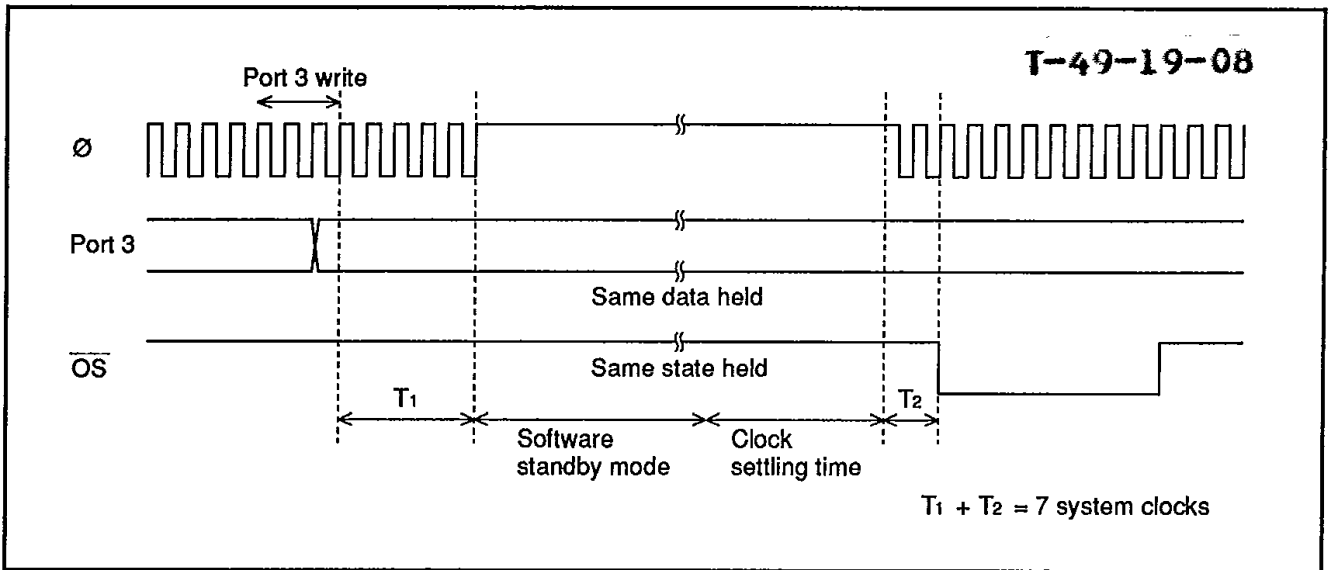 T-49-19-08
Port 3 write
Ø
Port 3
Same data held
OS
Same state held
T1
T2
Software
standby mode
Clock
settling time
T1 + T2 = 7 system clocks